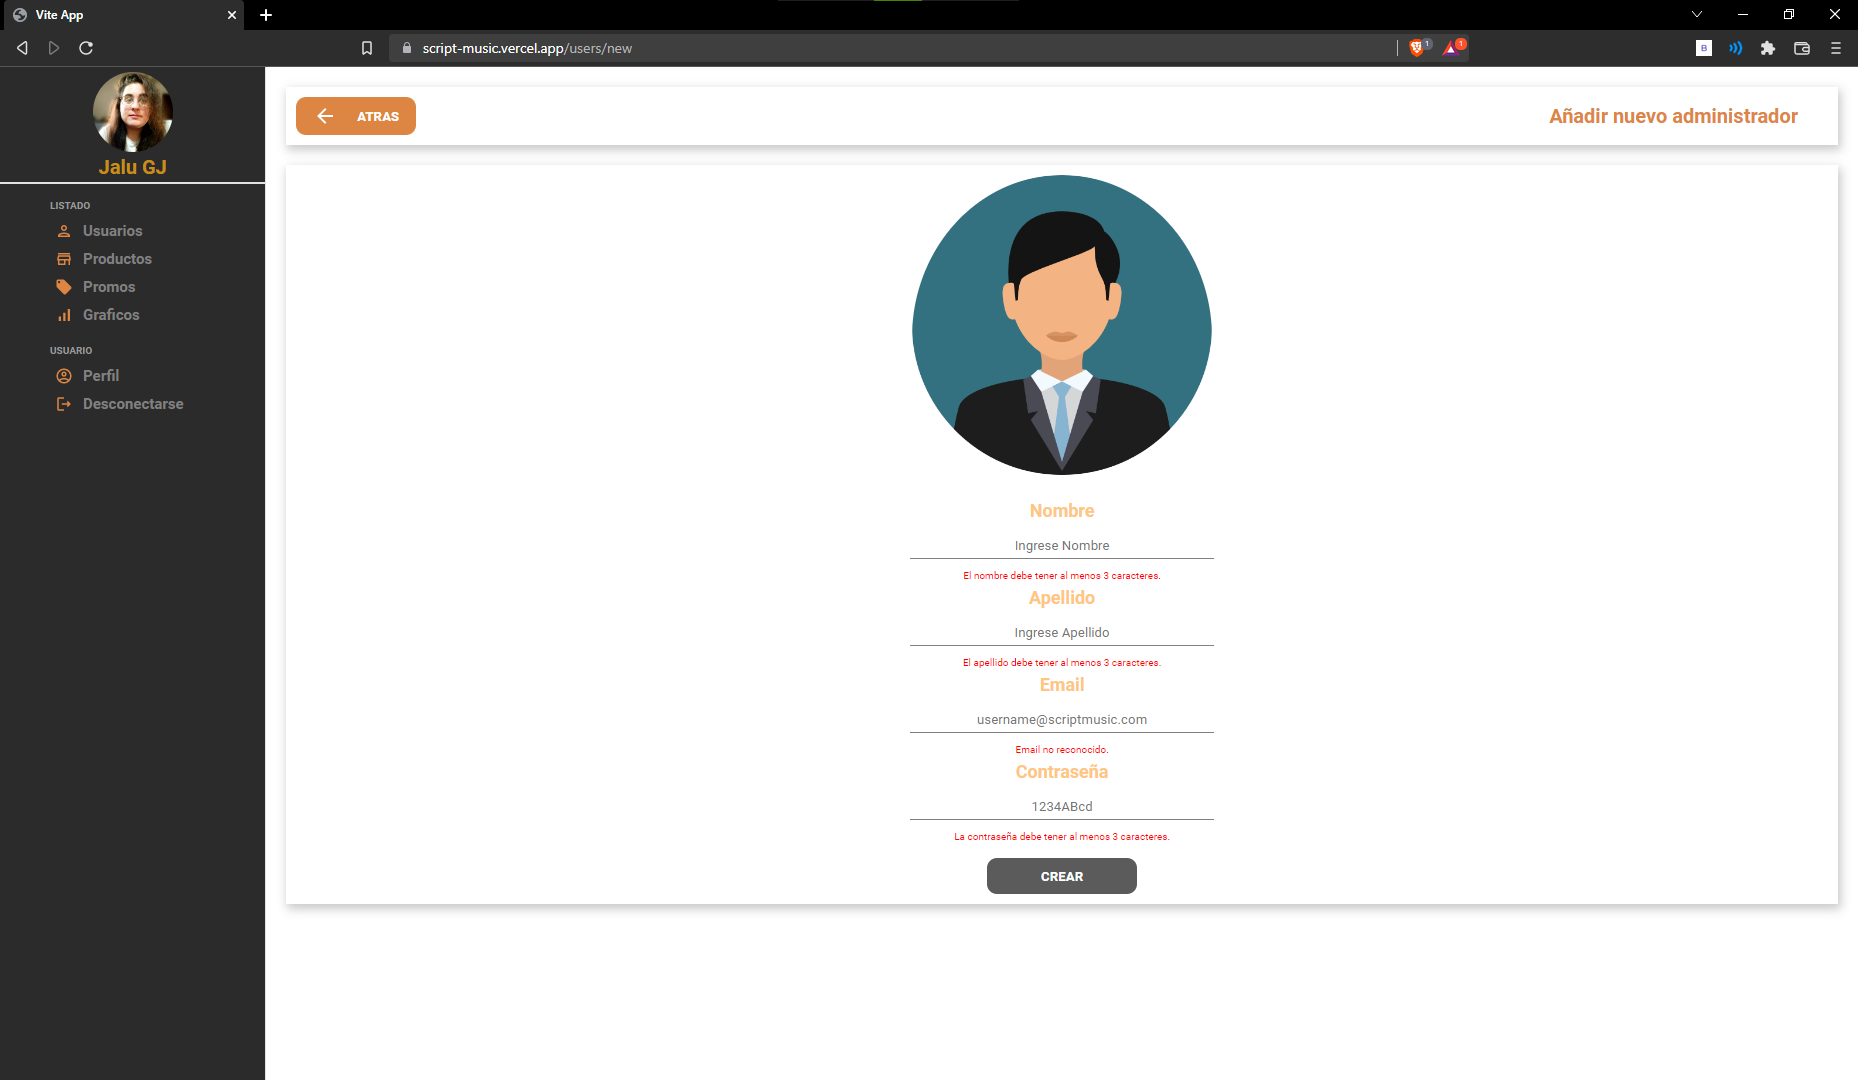 Vite App
script-music.vercel.app/users/new
1
1
B
Jalu GJ
LISTADO
Usuarios
Productos
Promos
Graficos
USUARIO
Perfil
Desconectarse
ATRAS
Añadir nuevo administrador
Nombre
Ingrese Nombre
El nombre debe tener al menos 3 caracteres.
Apellido
Ingrese Apellido
El apellido debe tener al menos 3 caracteres.
Email
username@scriptmusic.com
Email no reconocido.
Contraseña
1234ABcd
La contraseña debe tener al menos 3 caracteres.
CREAR